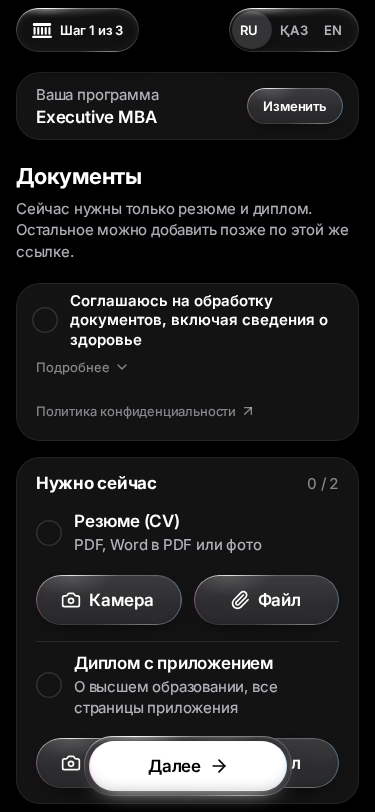 Шаг 1 из 3
RU ҚАЗ EN
Ваша программа
Executive MBA
Изменить
Документы
Сейчас нужны только резюме и диплом.
Остальное можно добавить позже по этой же
ссылке.
Соглашаюсь на обработку
документов, включая сведения о
здоровье
Подробнее
Политика конфиденциальности
Нужно сейчас
0 / 2
Резюме (CV)
PDF, Word в PDF или фото
Камера
Файл
Диплом с приложением
О высшем образовании, все
страницы приложения
Далее